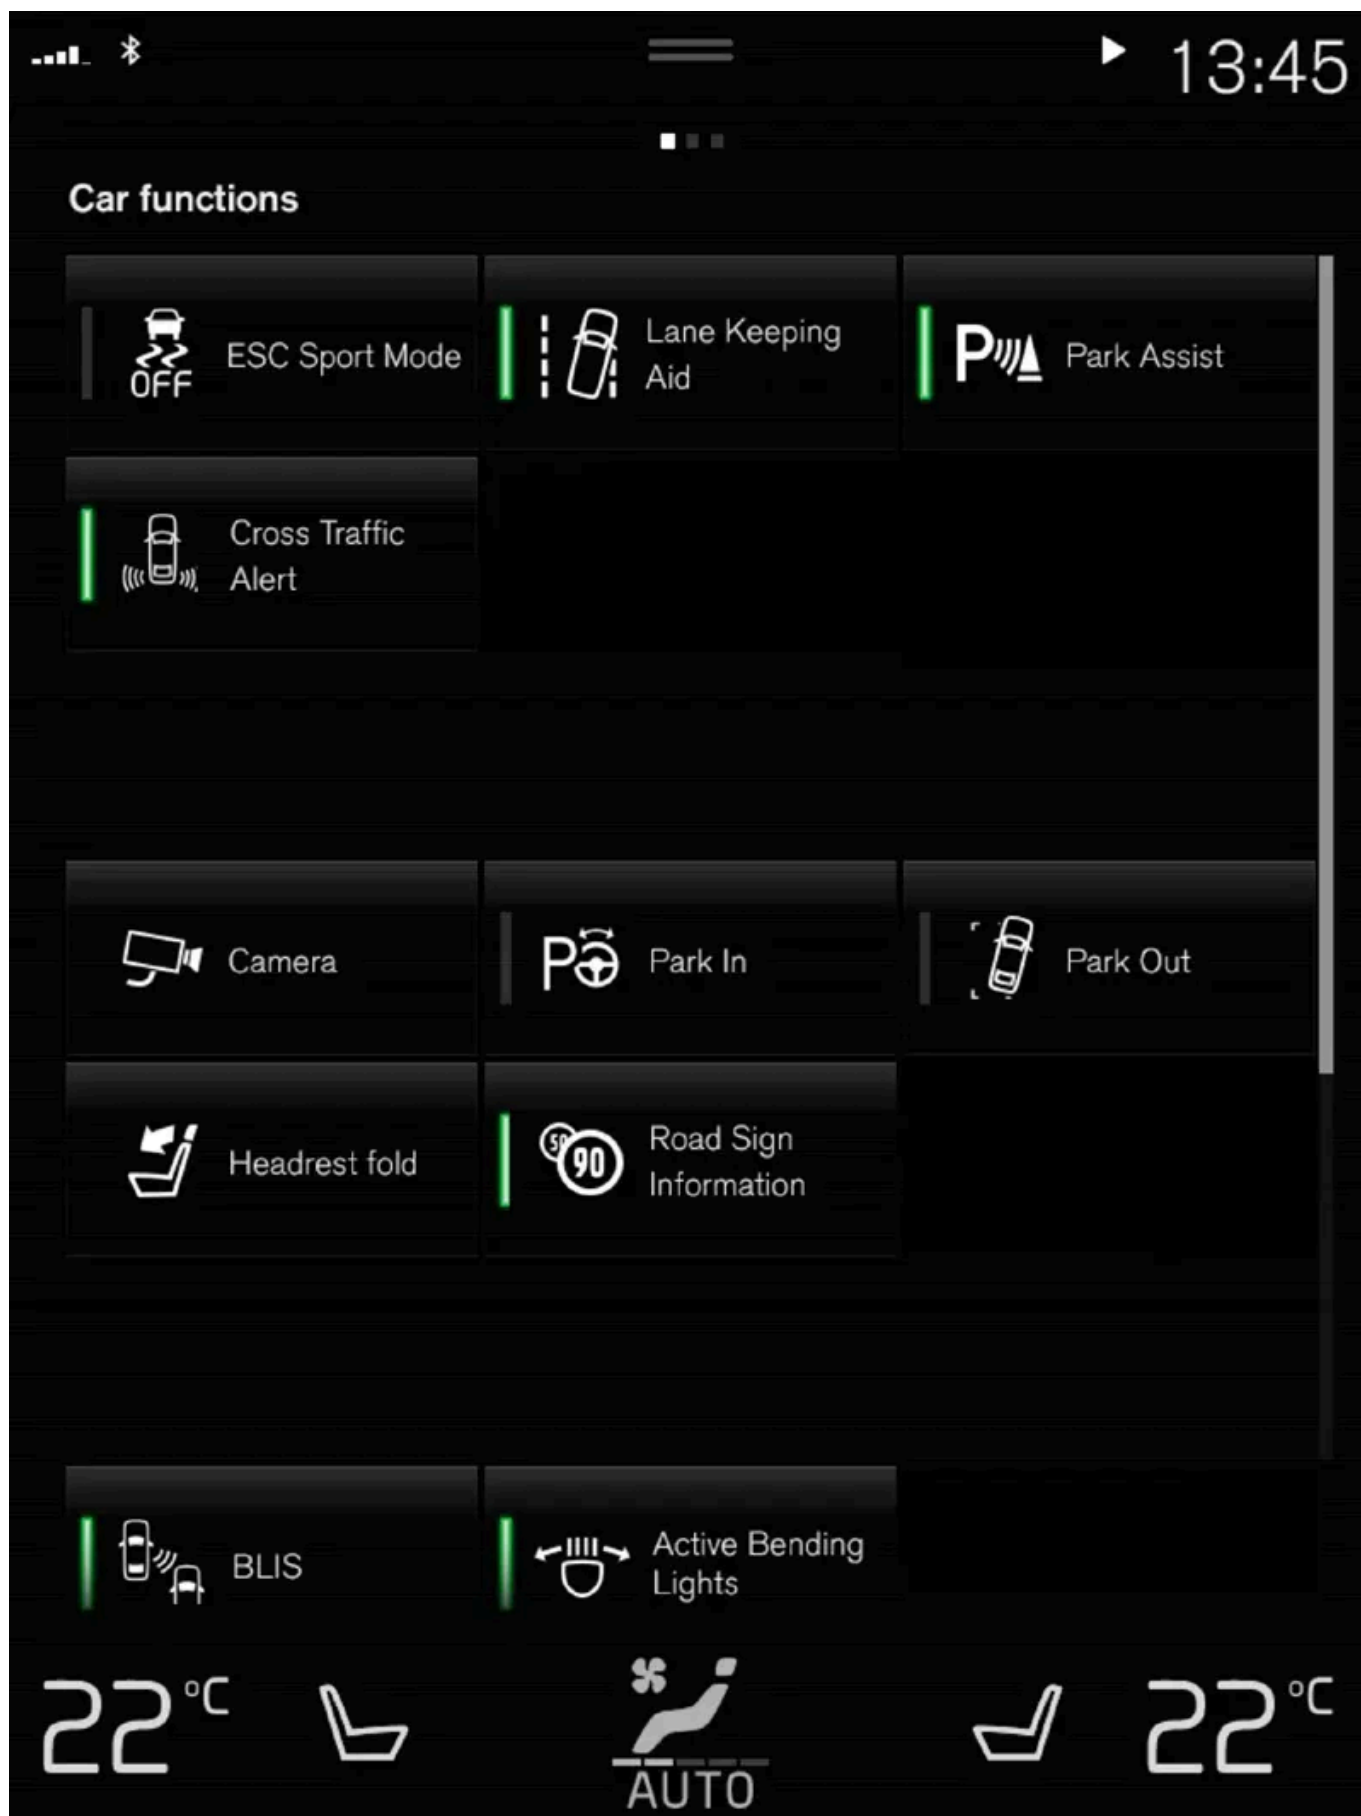 13:45
Car functions
OFF
ESC Sport Mode
Lane Keeping
Aid
P
Park Assist
Cross Traffic
Alert
Camera
P
Park In
Park Out
Headrest fold
50
90
Road Sign
Information
BLIS
Active Bending
Lights
22°C
AUTO
22°C